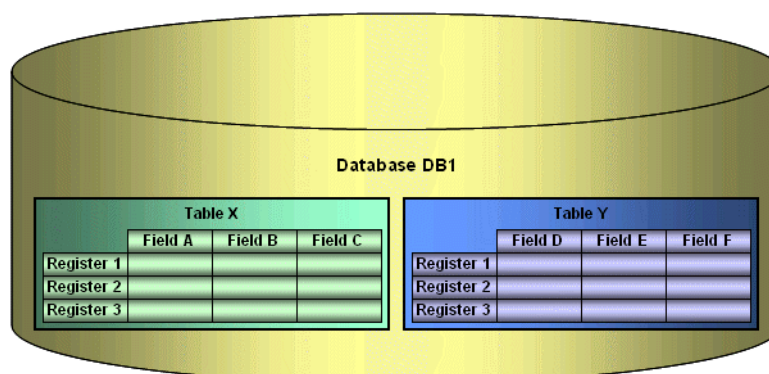 Database DB1
Table X
Field A Field B Field C
Register 1
Register 2
Register 3
Table Y
Field D Field E Field F
Register 1
Register 2
Register 3